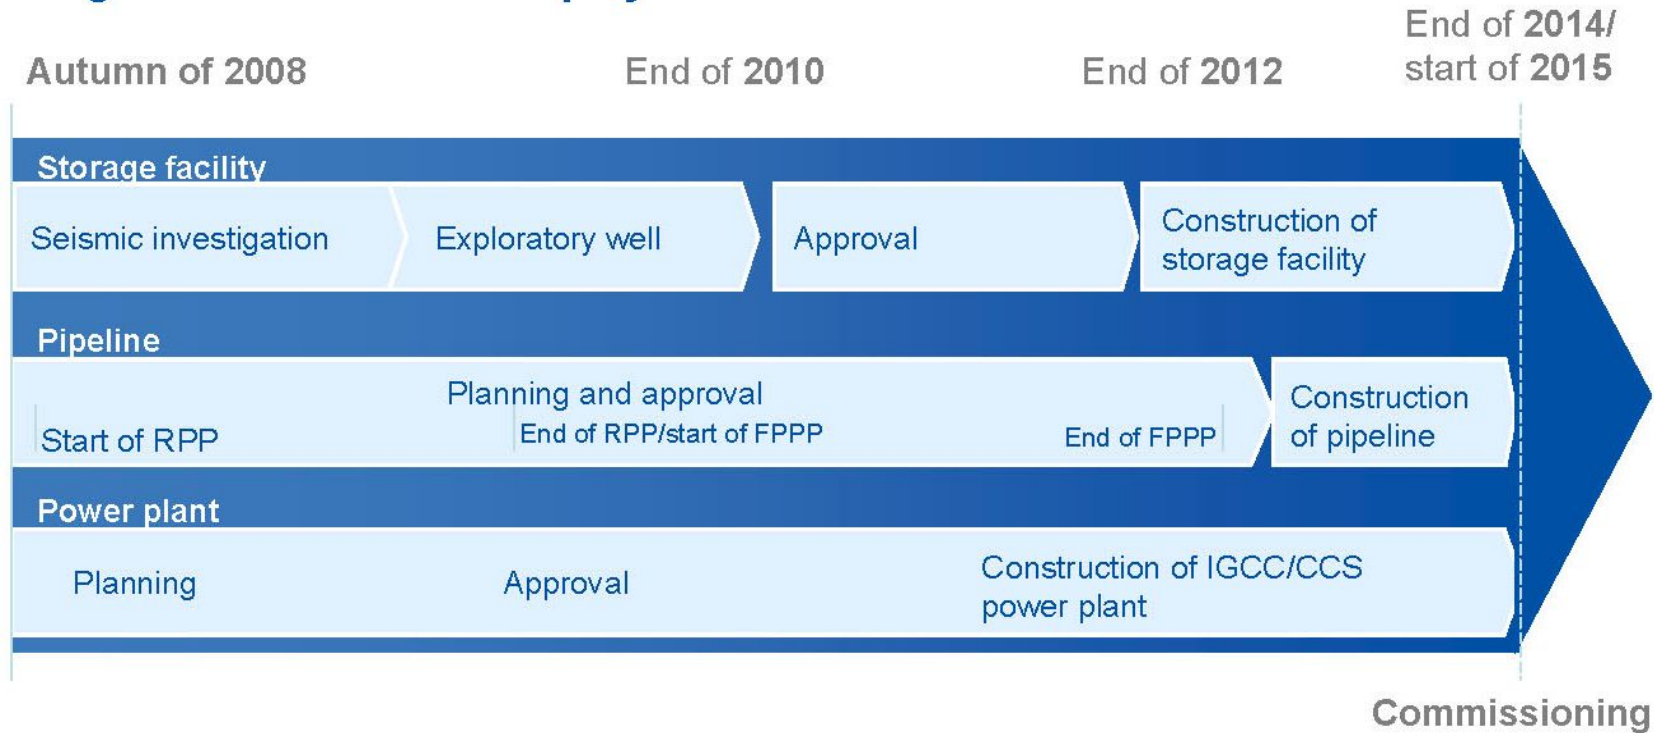 Autumn of 2008
End of 2010
End of 2012
End of 2014/
start of 2015
Storage facility
Seismic investigation
Exploratory well
Approval
Construction of
storage facility
Pipeline
Planning and approval
Start of RPP
End of RPP/start of FPPP
End of FPPP
Construction
of pipeline
Power plant
Planning
Approval
Construction of IGCC/CCS
power plant
Commissioning